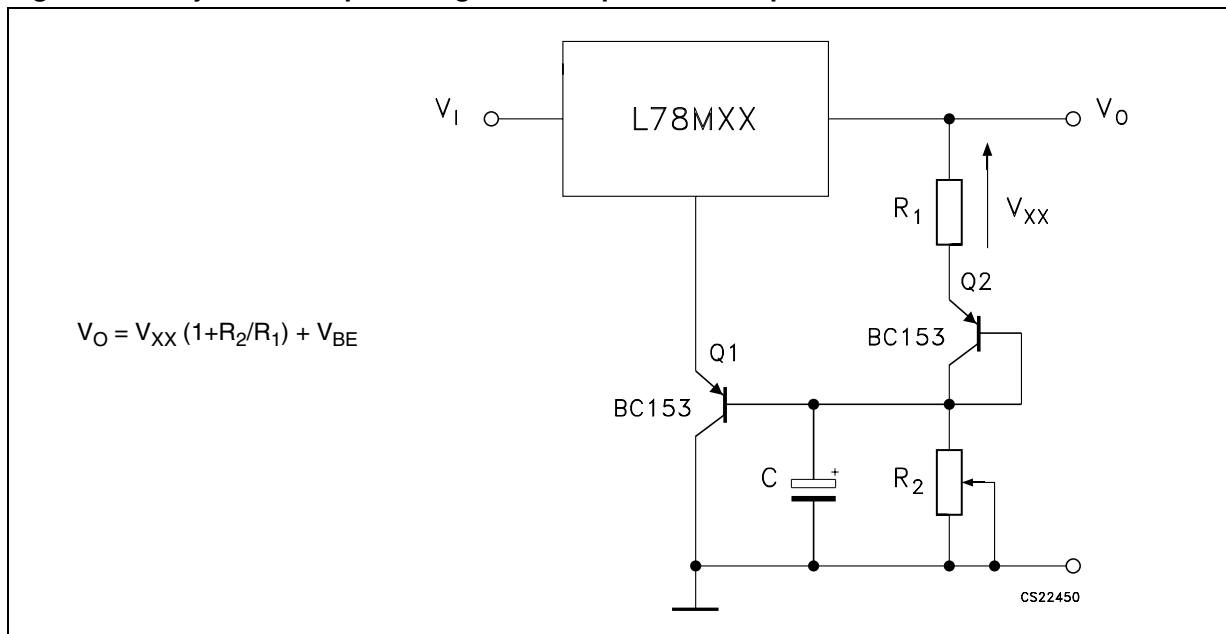 V_I
L78MXX
V_O
R_1
V_XX
Q2
V_O = V_XX (1+R_2/R_1) + V_BE
BC153
Q1
BC153
C
+
R_2
CS22450